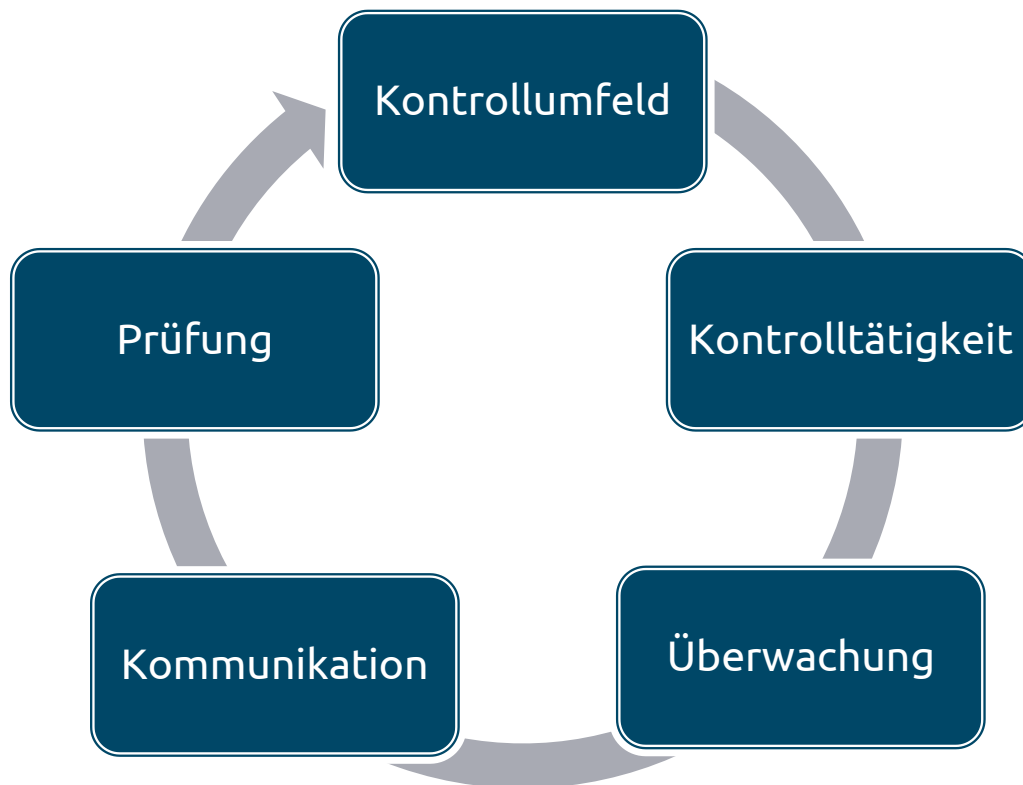 Kontrollumfeld
Kontrolltätigkeit
Überwachung
Kommunikation
Prüfung